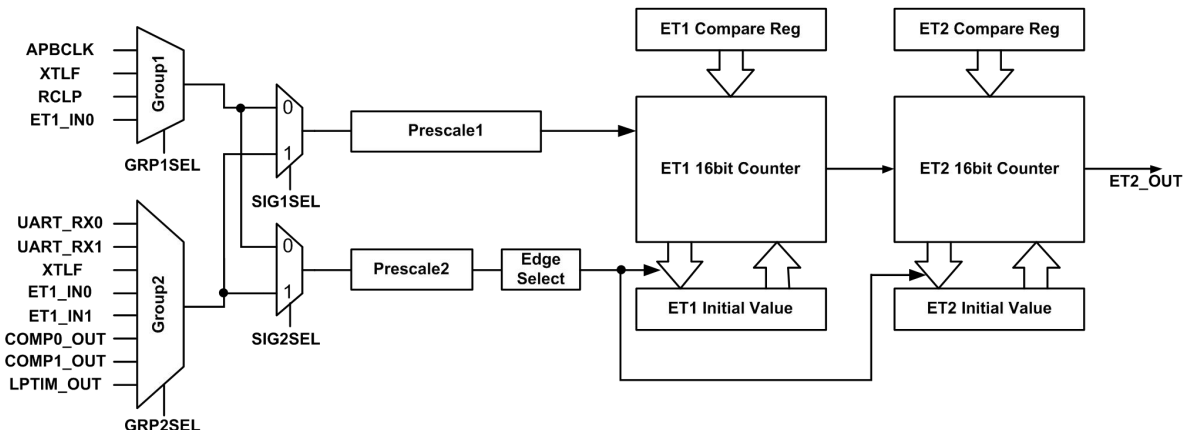 ET1 Compare Reg
ET2 Compare Reg
APBCLK
XTLF
RCLP
ET1_IN0
Group1
GRP1SEL
0
1
SIG1SEL
Prescale1
ET1 16bit Counter
ET2 16bit Counter
ET2_OUT
UART_RX0
UART_RX1
XTLF
ET1_IN0
ET1_IN1
COMP0_OUT
COMP1_OUT
LPTIM_OUT
Group2
GRP2SEL
0
1
SIG2SEL
Prescale2
Edge
Select
ET1 Initial Value
ET2 Initial Value